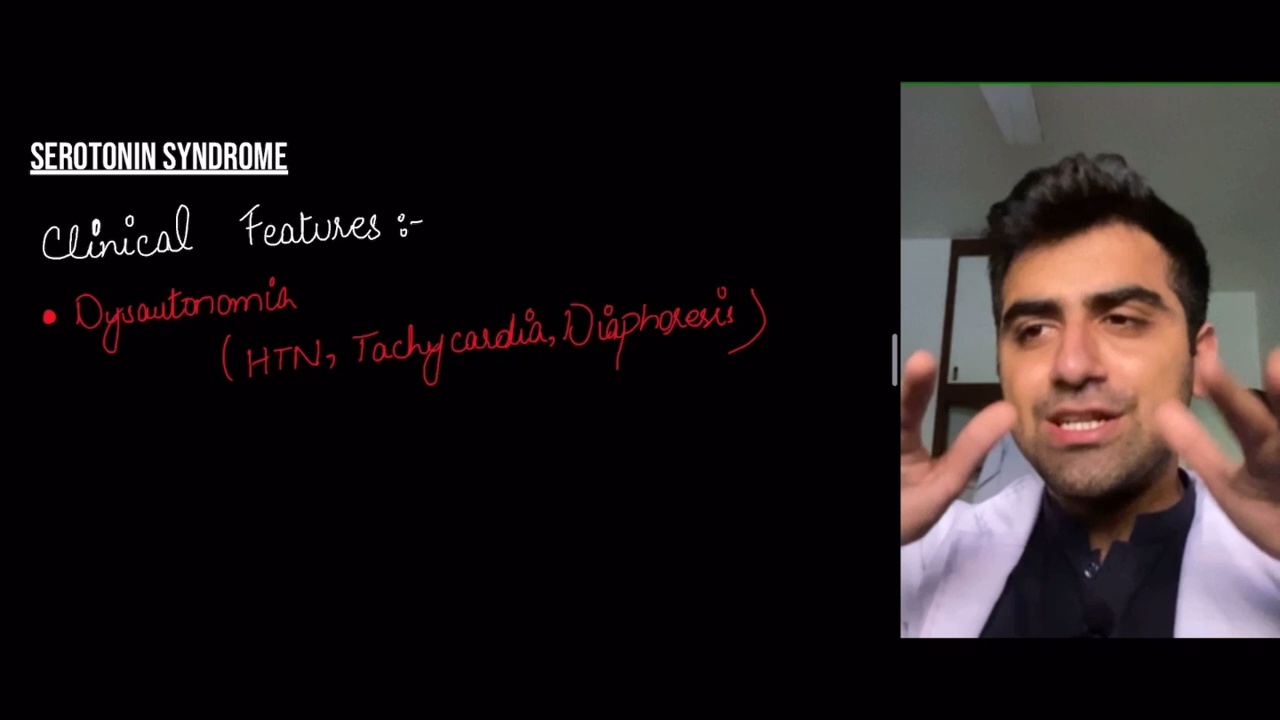 SEROTONIN SYNDROME
Clinical Features :-
• Dysautonomia
(HTN, Tachycardia, Diaphoresis)